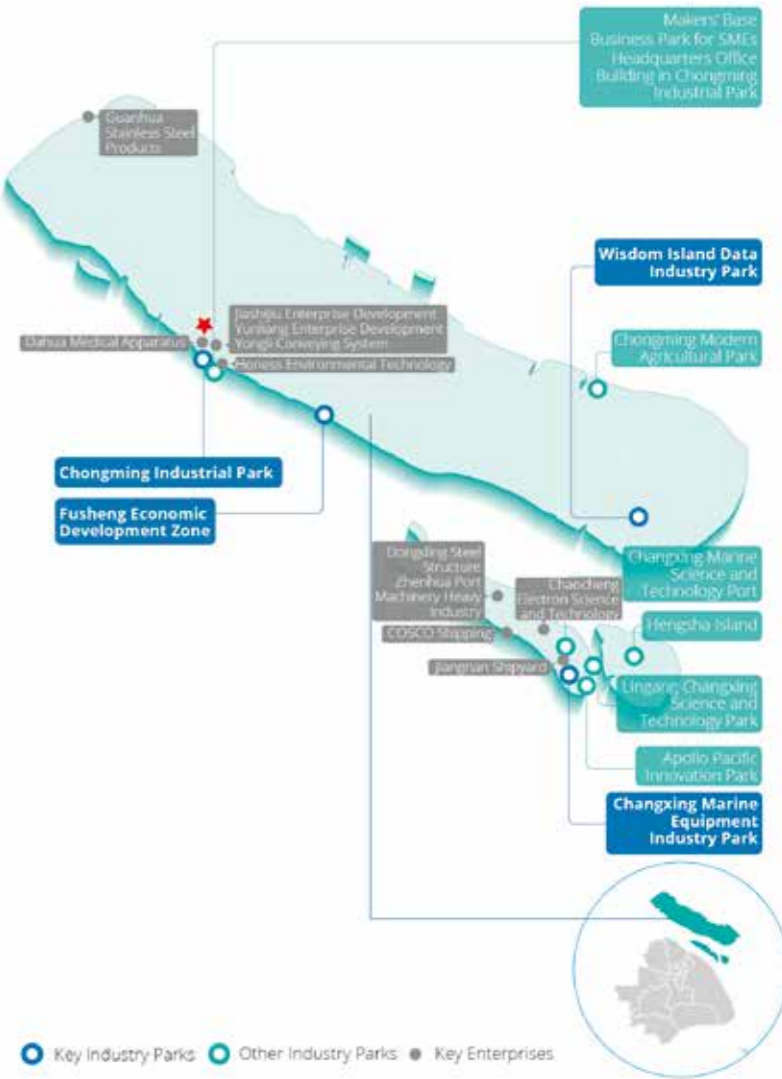 Makers' Base
Business Park for SMEs
Headquarters Office
Building in Chongming
Industrial Park
Guanhua
Stainless Steel
Products
Wisdom Island Data
Industry Park
Jiashijiu Enterprise Development
Yunliang Enterprise Development
Yongli Conveying System
Dahua Medical Apparatus
Honess Environmental Technology
Chongming Modern
Agricultural Park
Chongming Industrial Park
Fusheng Economic
Development Zone
Dongding Steel
Structure
Zhenhua Port
Machinery Heavy
Industry
Chaocheng
Electron Science
and Technology
COSCO Shipping
Jiangnan Shipyard
Changxing Marine
Science and
Technology Port
Hengsha Island
Lingang Changxing
Science and
Technology Park
Apollo Pacific
Innovation Park
Changxing Marine
Equipment
Industry Park
Key Industry Parks
Other Industry Parks
Key Enterprises